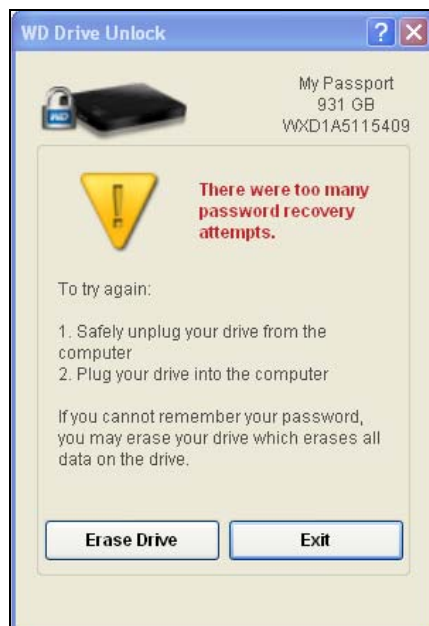 WD Drive Unlock
My Passport
931 GB
WXD1A5115409
WD
There were too many
password recovery
attempts.
To try again:
1. Safely unplug your drive from the
computer
2. Plug your drive into the computer
If you cannot remember your password,
you may erase your drive which erases all
data on the drive.
Erase Drive
Exit